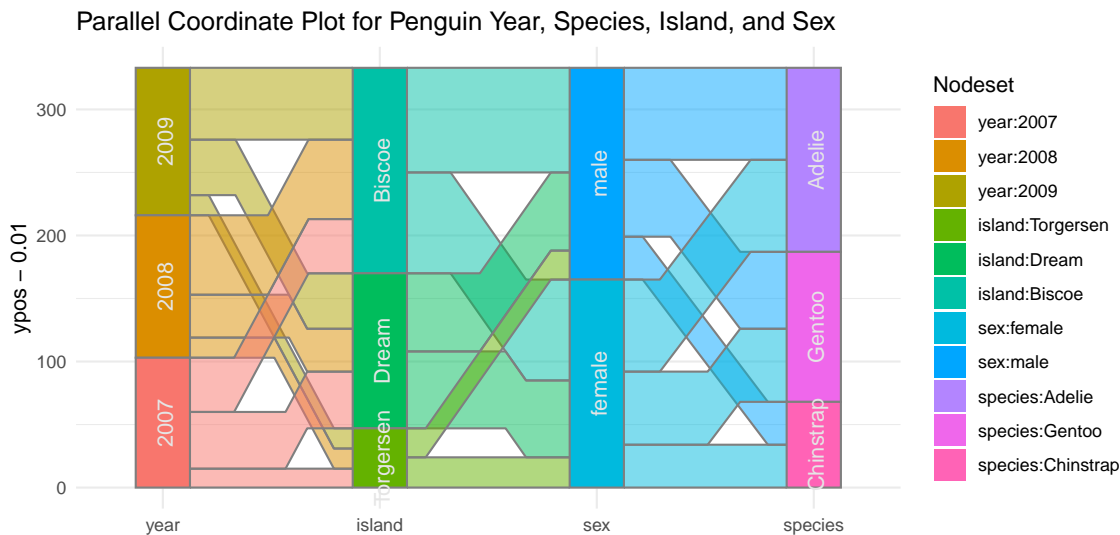 Parallel Coordinate Plot for Penguin Year, Species, Island, and Sex
ypos − 0.01
300
200
100
0
2009
2008
2007
Biscoe
Dream
Torgersen
male
female
Adelie
Gentoo
Chinstrap
year
island
sex
species
Nodeset
year:2007
year:2008
year:2009
island:Torgersen
island:Dream
island:Biscoe
sex:female
sex:male
species:Adelie
species:Gentoo
species:Chinstrap